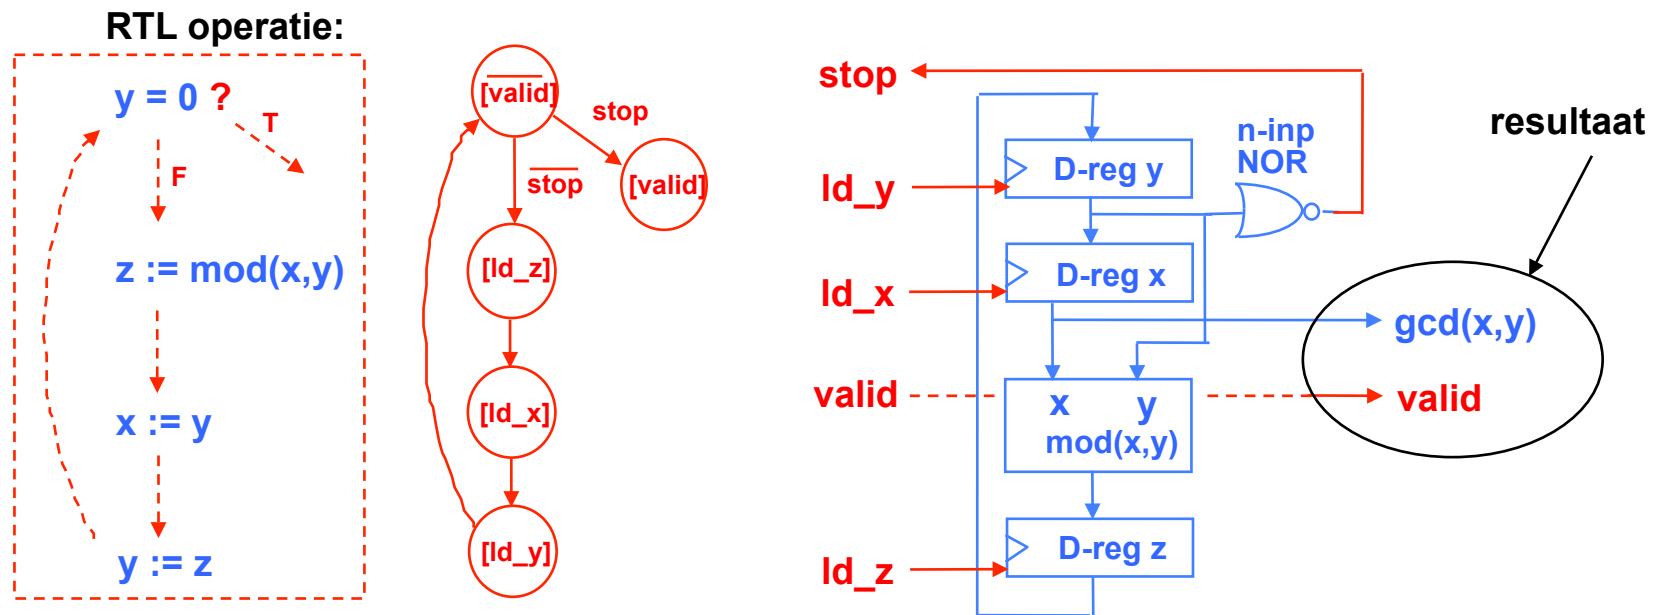 RTL operatie:
y = 0 ?
T
F
z := mod(x,y)
x := y
y := z
[valid]
stop
stop
[valid]
[ld_z]
[ld_x]
[ld_y]
stop
ld_y
ld_x
valid
ld_z
D-reg y
n-inp
NOR
D-reg x
x y
mod(x,y)
D-reg z
resultaat
gcd(x,y)
valid